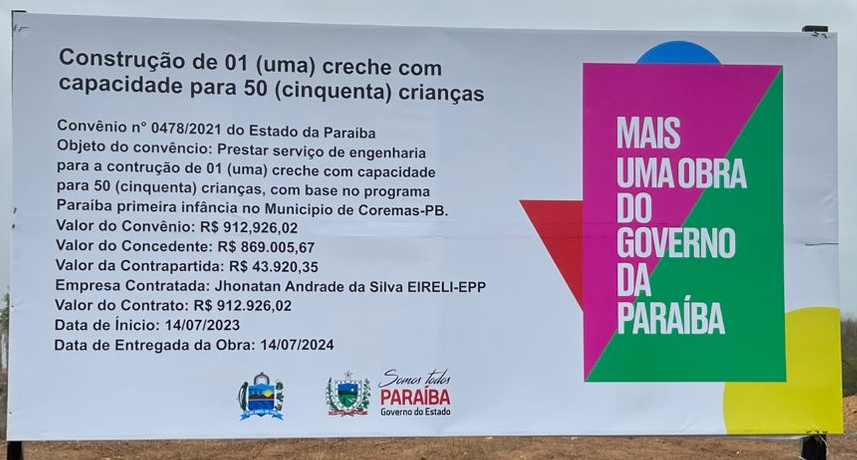 Construção de 01 (uma) creche com
capacidade para 50 (cinquenta) crianças
Convênio n° 0478/2021 do Estado da Paraíba
Objeto do convêncio: Prestar serviço de engenharia
para a contrução de 01 (uma) creche com capacidade
para 50 (cinquenta) crianças, com base no programa
Paraíba primeira infância no Municipio de Coremas-PB.
Valor do Convênio: R$ 912,926,02
Valor do Concedente: R$ 869.005,67
Valor da Contrapartida: R$ 43.920,35
Empresa Contratada: Jhonatan Andrade da Silva EIRELI-EPP
Valor do Contrato: R$ 912.926,02
Data de Ínicio: 14/07/2023
Data de Entregada da Obra: 14/07/2024
Somos todos
PARAÍBA
Governo do Estado
MAIS
UMA OBRA
DO
GOVERNO
DA
PARAÍBA